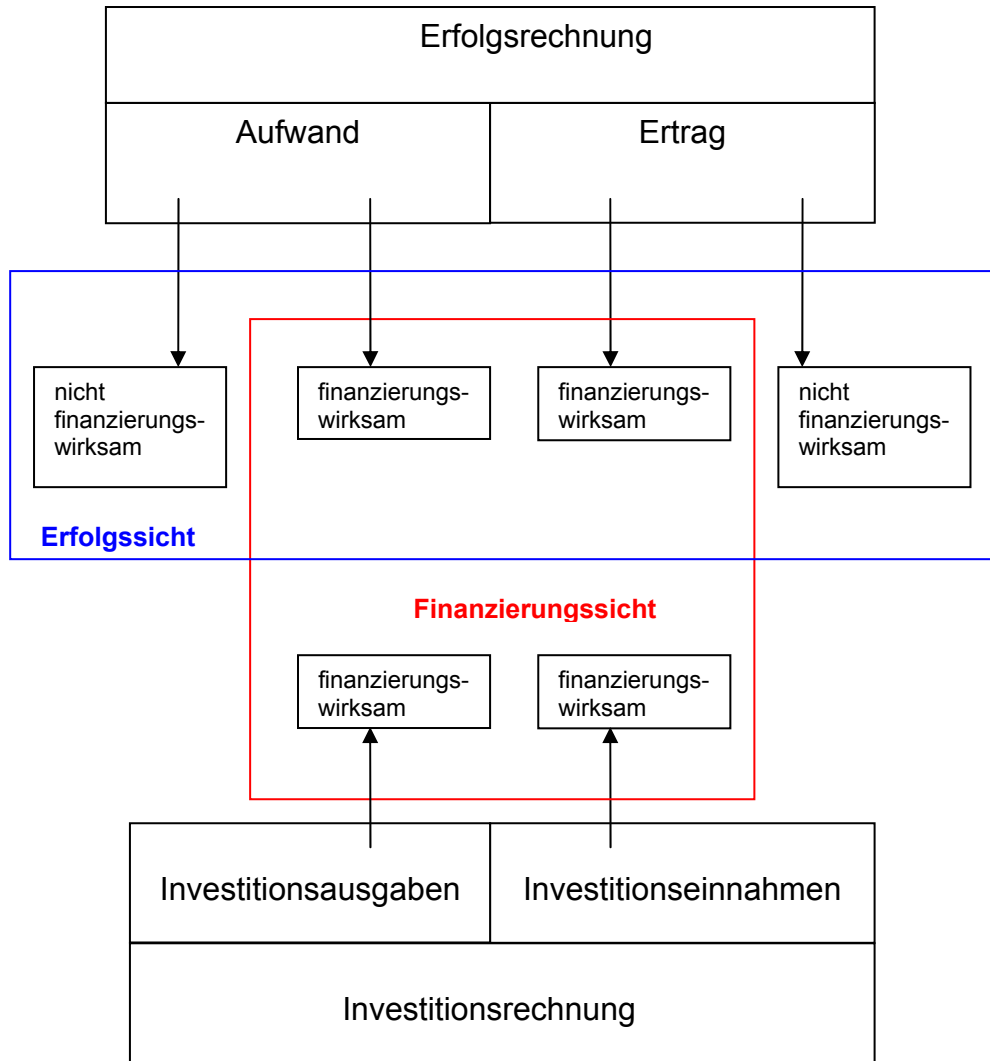 Erfolgsrechnung
Aufwand
Ertrag
nicht
finanzierungs-
wirksam
finanzierungs-
wirksam
finanzierungs-
wirksam
nicht
finanzierungs-
wirksam
Erfolgssicht
Finanzierungssicht
finanzierungs-
wirksam
finanzierungs-
wirksam
Investitionsausgaben
Investitionseinnahmen
Investitionsrechnung